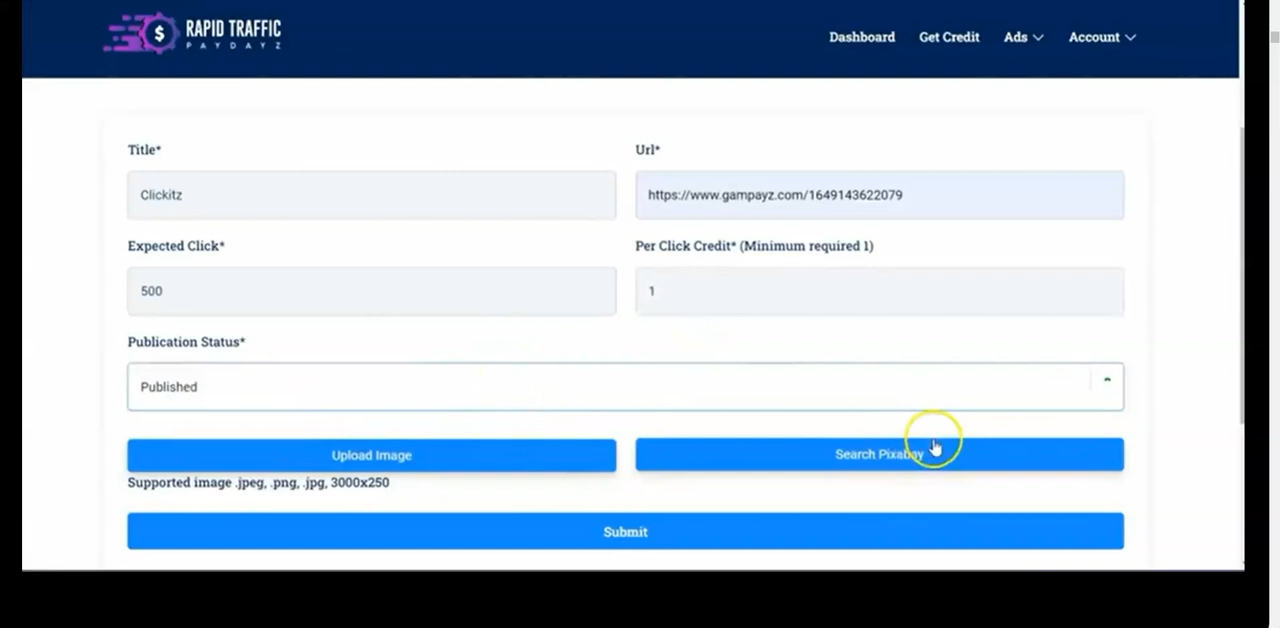 RAPID TRAFFIC
PAYDAYZ
Dashboard Get Credit Ads Account
Title* Url*
Clickitz https://www.gampayz.com/1649143622079
Expected Click* Per Click Credit* (Minimum required 1)
500 1
Publication Status*
Published
Upload Image Search Pixabay
Supported image .jpeg, .png, .jpg, 3000x250
Submit